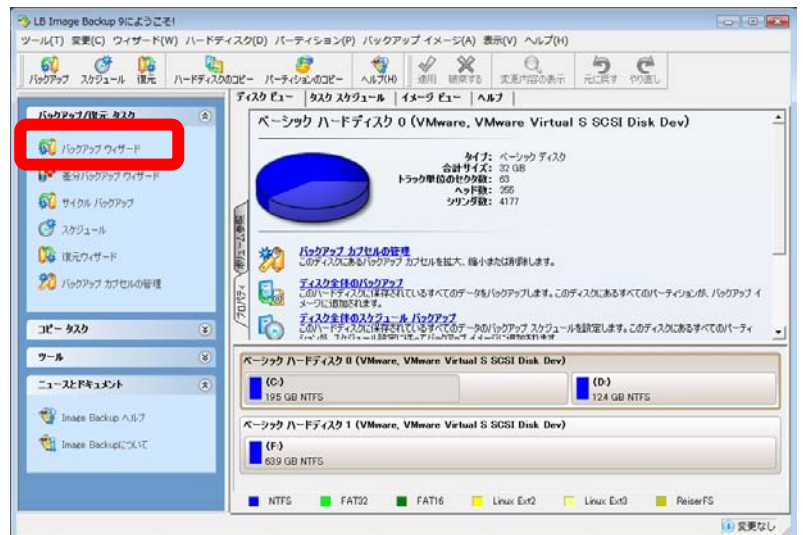 LB Image Backup 9にようこそ!
ツール(T) 変更(C) ウィザード(W) ハードディスク(D) パーティション(P) バックアップ イメージ(S) 表示(V) ヘルプ(H)
バックアップ スケジュール 復元 ハードディスクのコピー パーティションのコピー ヘルプ(H) 適用 破棄する 変更内容の表示 元に戻す やり直し
ディスク ビュー タスク スケジュール イメージ ビュー ヘルプ
バックアップ/復元 タスク
バックアップ ウィザード
差分バックアップ ウィザード
サイクル バックアップ
スケジュール
復元ウィザード
バックアップ カプセルの管理
コピー タスク
ツール
ニュースとドキュメント
Image Backup ヘルプ
Image Backupについて
プロパティ
ベーシック ハードディスク 0 (VMware, VMware Virtual S SCSI Disk Dev)
タイプ: ベーシック ディスク
合計サイズ: 32 GB
トラック単位のセクタ数: 63
ヘッド数: 255
シリンダ数: 4177
バックアップ カプセルの管理
このディスクにあるバックアップ カプセルを拡大、縮小または削除します。
ディスク全体のバックアップ
このハードディスクに保存されているすべてのデータをバックアップします。このディスクにあるすべてのパーティションが、バックアップ イ
メージに追加されます。
ディスク全体のスケジュール バックアップ
このハードディスクに保存されているすべてのデータのバックアップ スケジュールを設定します。このディスクにあるすべてのパーティ
ベーシック ハードディスク 0 (VMware, VMware Virtual S SCSI Disk Dev)
(C:)
19.5 GB NTFS
(D:)
12.4 GB NTFS
ベーシック ハードディスク 1 (VMware, VMware Virtual S SCSI Disk Dev)
(F:)
63.9 GB NTFS
NTFS FAT32 FAT16 Linux Ext2 Linux Ext3 ReiserFS
変更なし